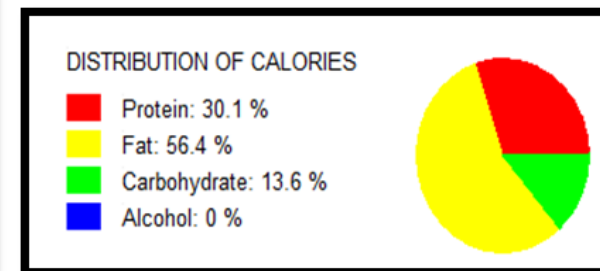 DISTRIBUTION OF CALORIES
Protein: 30.1 %
Fat: 56.4 %
Carbohydrate: 13.6 %
Alcohol: 0 %